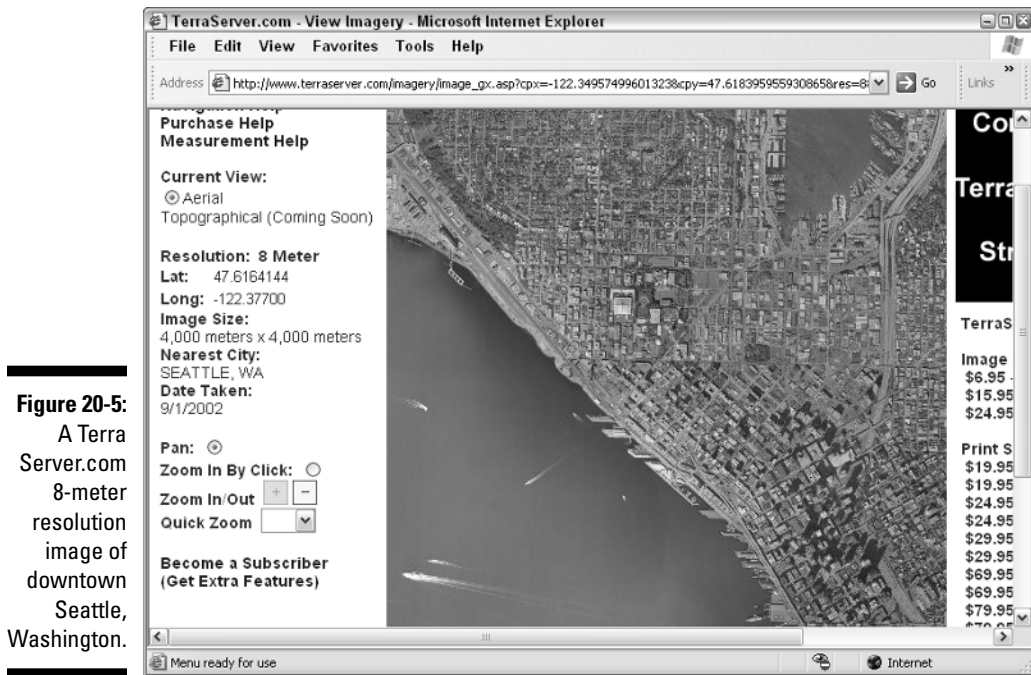 TerraServer.com - View Imagery - Microsoft Internet Explorer
File Edit View Favorites Tools Help
Address http://www.terraserver.com/imagery/image_gx.asp?cpx=-122.34957499601323&cpy=47.6183959559308658&res=8 Go Links »
Purchase Help
Measurement Help
Current View:
Aerial
Topographical (Coming Soon)
Resolution: 8 Meter
Lat: 47.6164144
Long: -122.37700
Image Size:
4,000 meters x 4,000 meters
Nearest City:
SEATTLE, WA
Date Taken:
9/1/2002
Pan:
Zoom In By Click:
Zoom In/Out + -
Quick Zoom
Become a Subscriber
(Get Extra Features)
Terra
Str
TerraS
Image
$6.95 -
$15.95
$24.95
Print S
$19.95
$19.95
$24.95
$24.95
$29.95
$29.95
$69.95
$69.95
$79.95
Menu ready for use
Internet
Figure 20-5:
A Terra
Server.com
8-meter
resolution
image of
downtown
Seattle,
Washington.